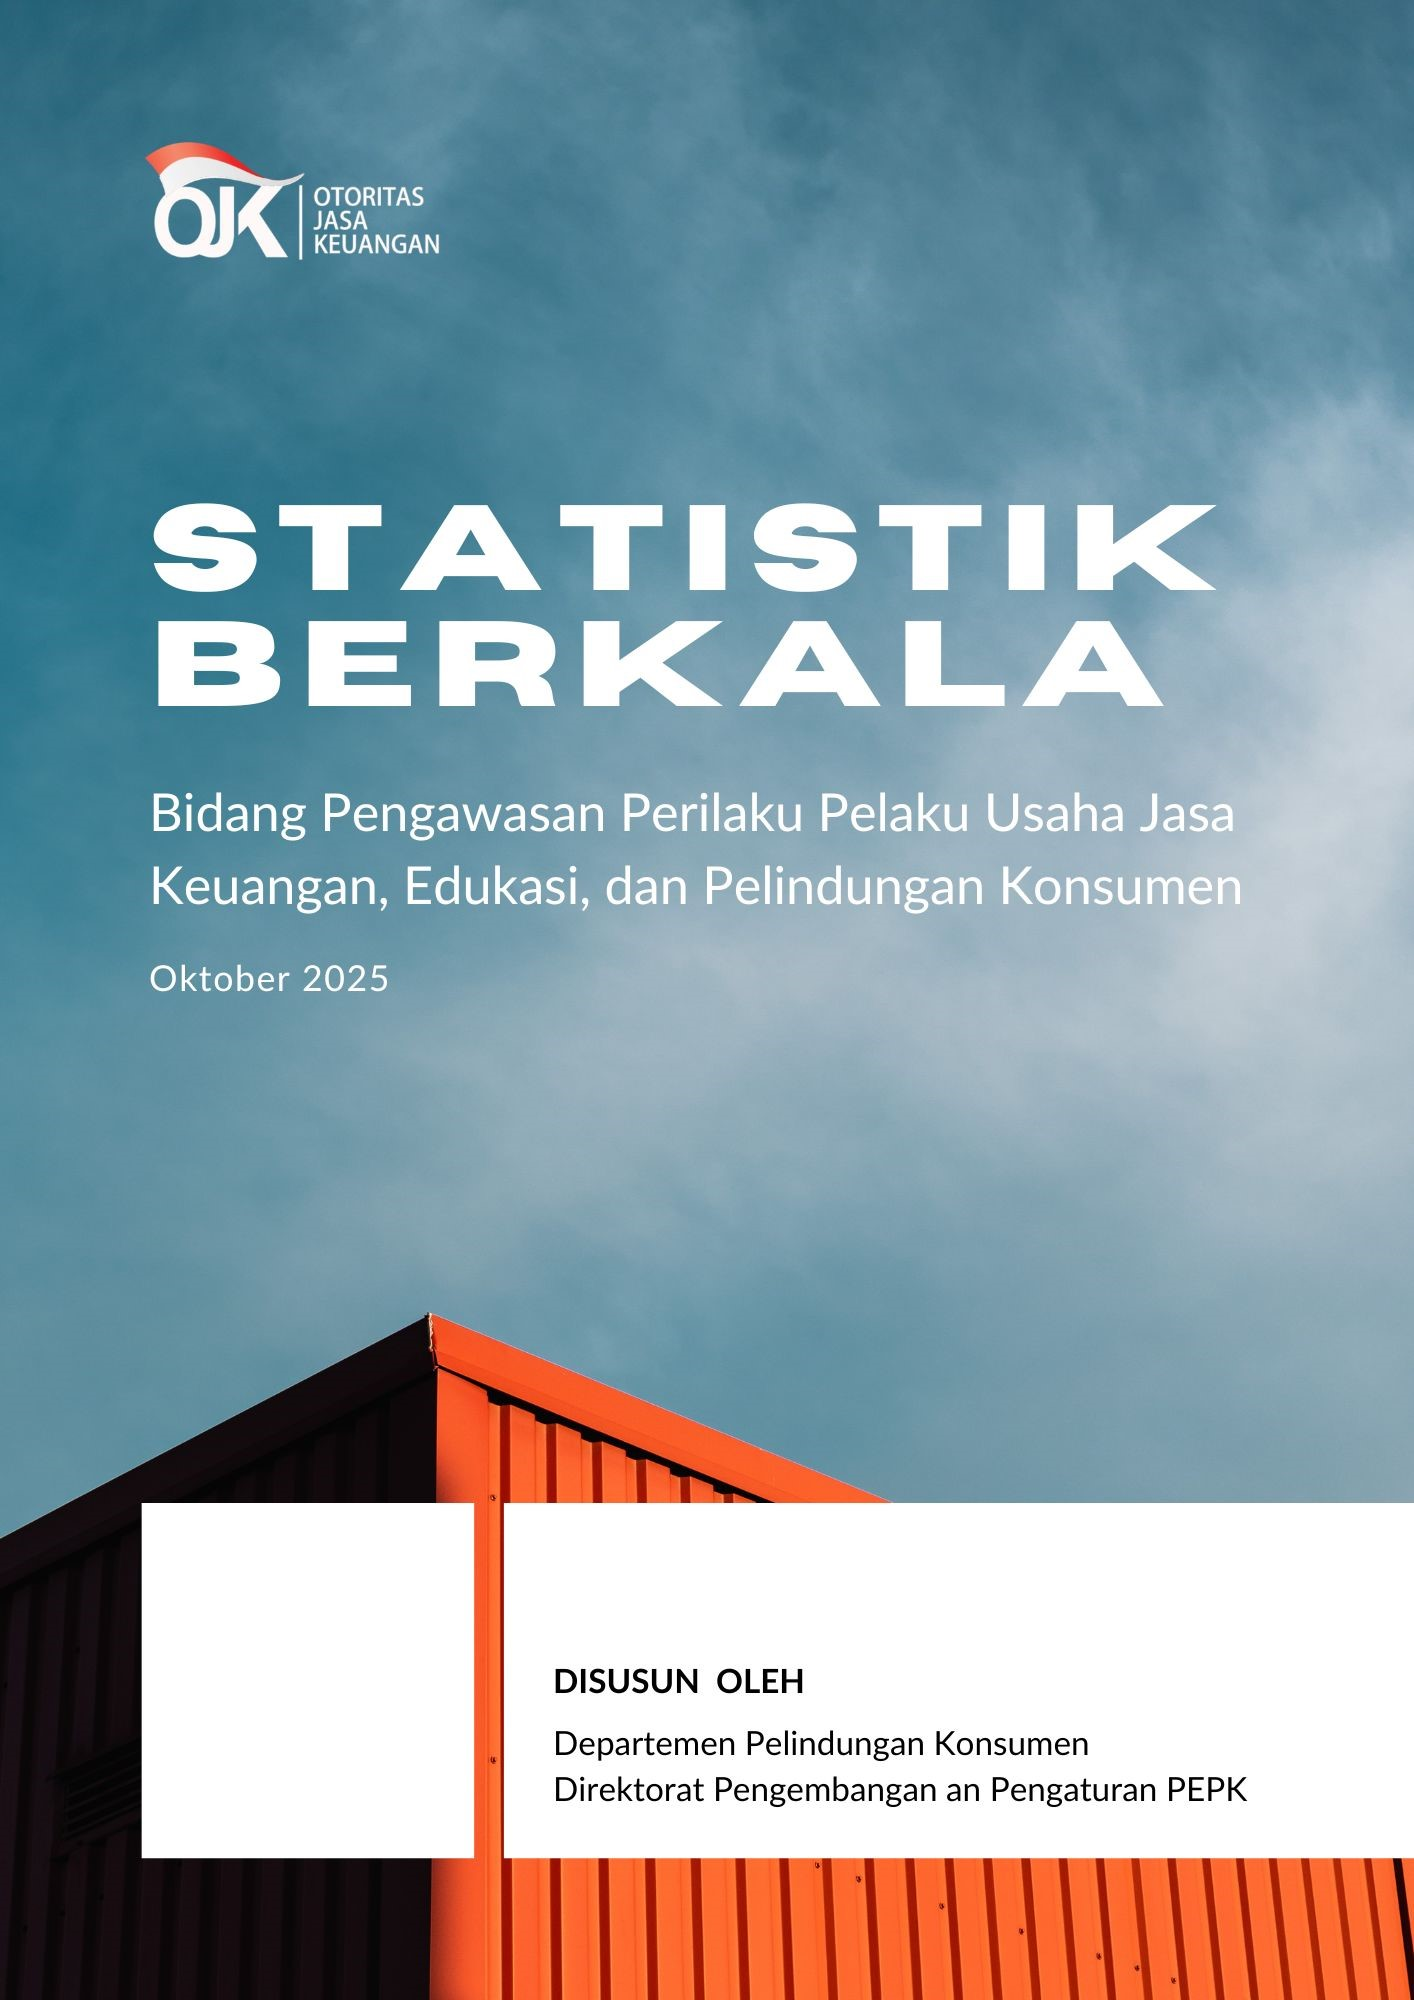 OJK
OTORITAS
JASA
KEUANGAN
STATISTIK
BERKALA
Bidang Pengawasan Perilaku Pelaku Usaha Jasa
Keuangan, Edukasi, dan Pelindungan Konsumen
Oktober 2025
DISUSUN OLEH
Departemen Pelindungan Konsumen
Direktorat Pengembangan an Pengaturan PEPK